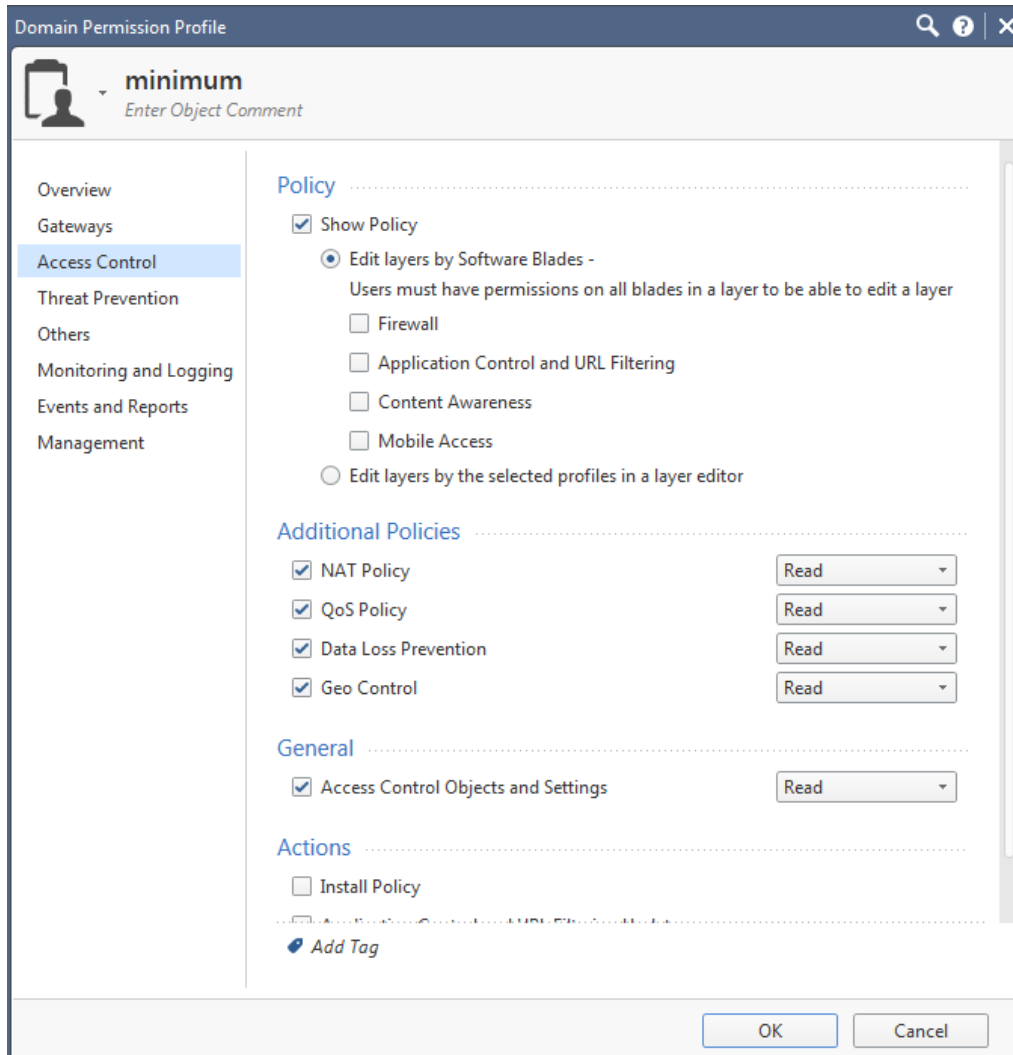 Domain Permission Profile
minimum
Enter Object Comment
Overview
Gateways
Access Control
Threat Prevention
Others
Monitoring and Logging
Events and Reports
Management
Policy
Show Policy
Edit layers by Software Blades -
Users must have permissions on all blades in a layer to be able to edit a layer
Firewall
Application Control and URL Filtering
Content Awareness
Mobile Access
Edit layers by the selected profiles in a layer editor
Additional Policies
NAT Policy Read
QoS Policy Read
Data Loss Prevention Read
Geo Control Read
General
Access Control Objects and Settings Read
Actions
Install Policy
Add Tag
OK Cancel